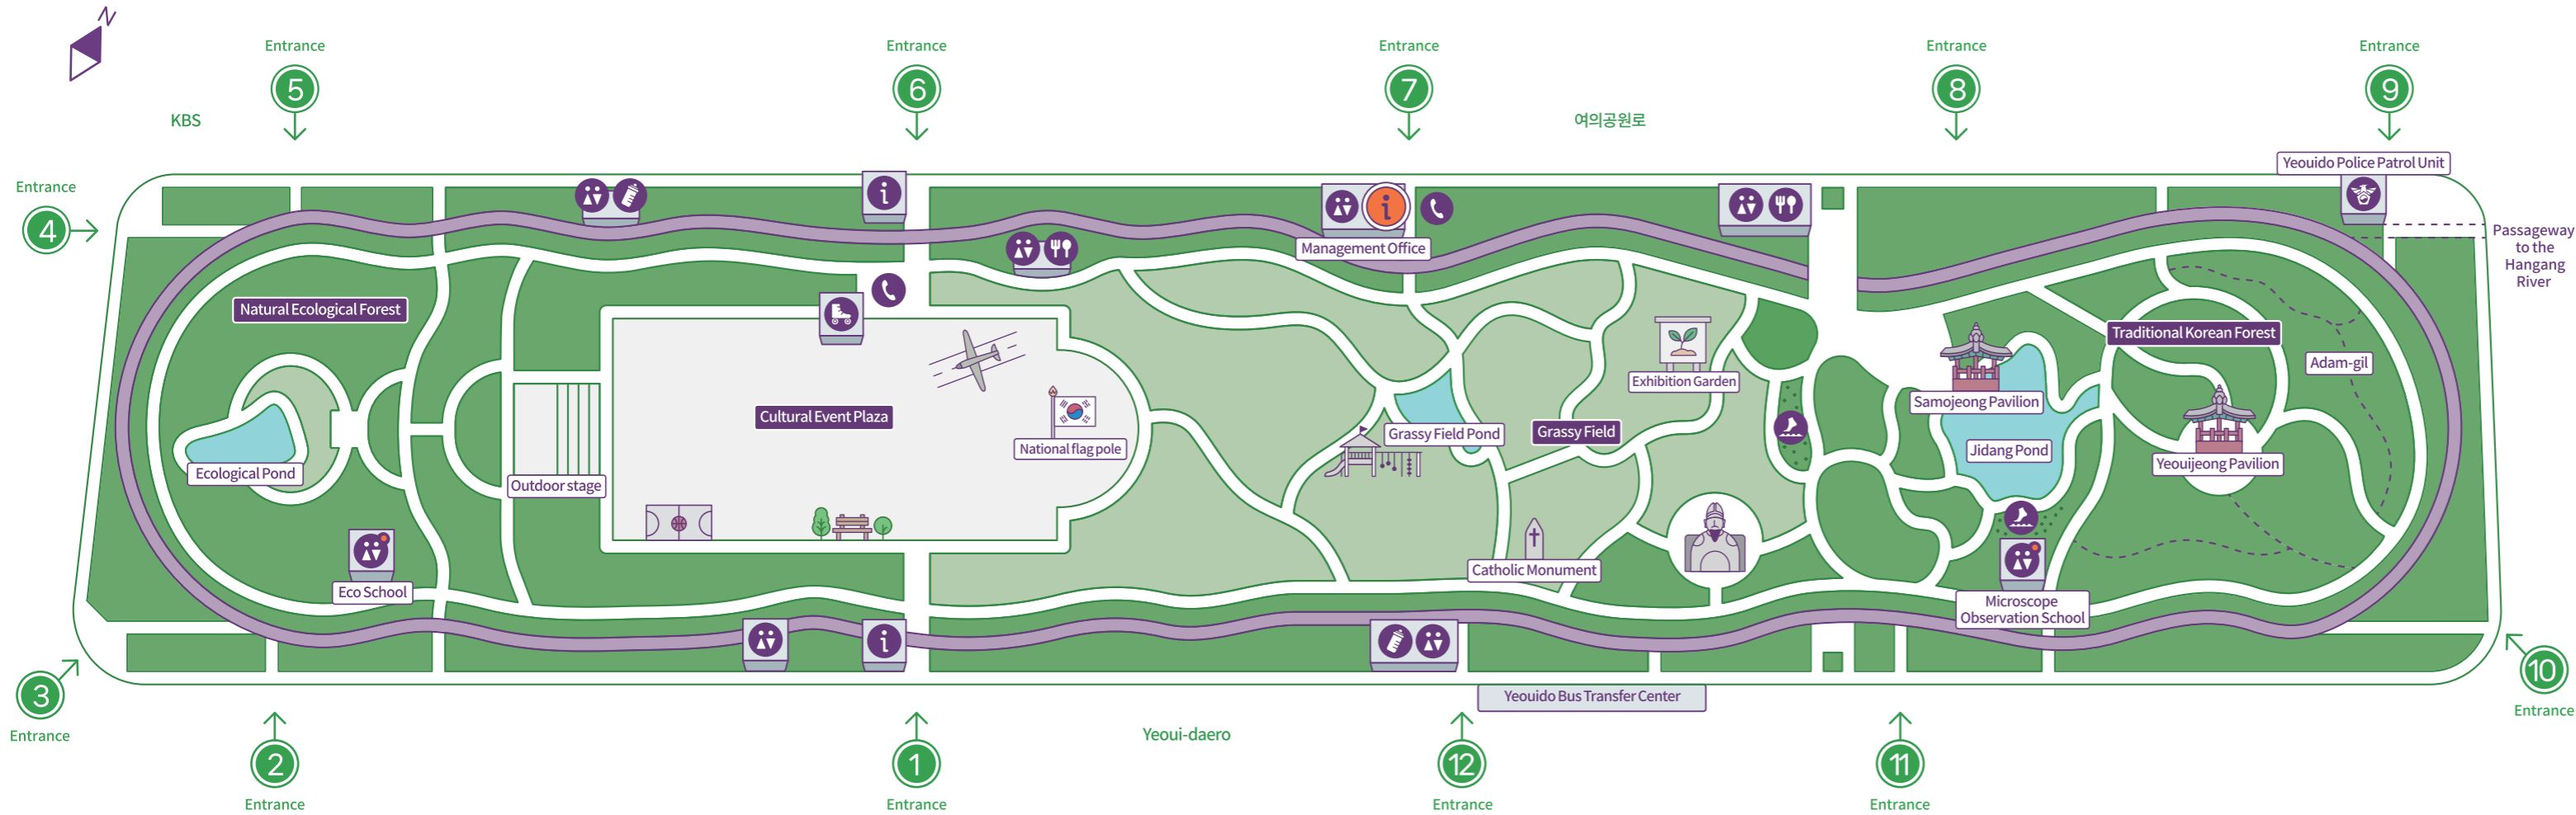 N
Entrance
5
Entrance
6
Entrance
7
Entrance
8
Entrance
9
KBS
여의공원로
Yeouido Police Patrol Unit
Entrance
4
Management Office
Passageway
to the
Hangang
River
Natural Ecological Forest
Traditional Korean Forest
Adam-gil
Exhibition Garden
Samojeong Pavilion
Cultural Event Plaza
National flag pole
Grassy Field Pond
Grassy Field
Jidang Pond
Yeouijeong Pavilion
Ecological Pond
Outdoor stage
Catholic Monument
Eco School
Microscope
Observation School
Yeouido Bus Transfer Center
3
Entrance
10
Entrance
Yeoui-daero
2
Entrance
1
Entrance
12
Entrance
11
Entrance